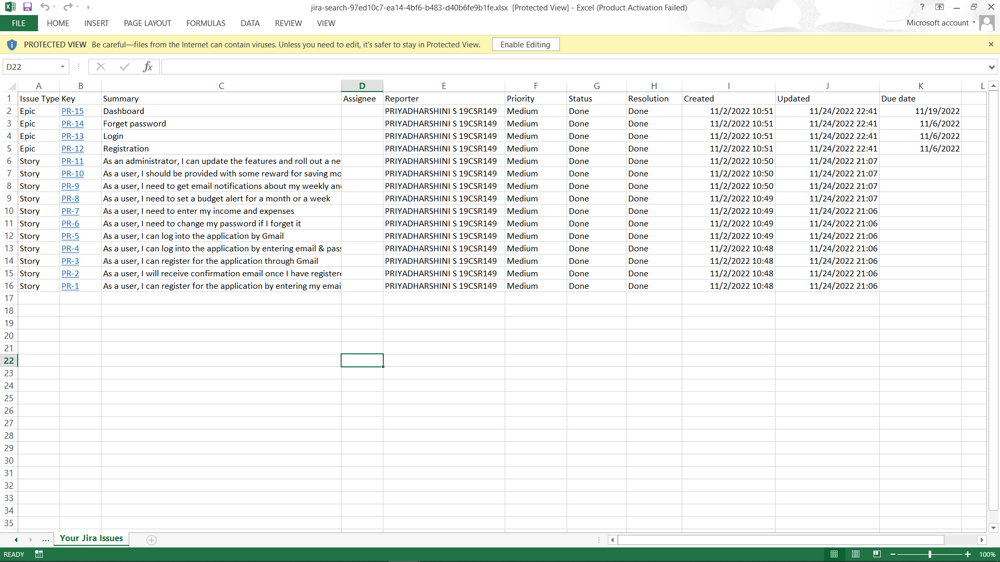 jira-search-97ed10c7-ea14-4bf6-b483-d40b6fe9b1fe.xlsx [Protected View] - Excel (Product Activation Failed)
FILE HOME INSERT PAGE LAYOUT FORMULAS DATA REVIEW VIEW Microsoft account
PROTECTED VIEW Be careful—files from the Internet can contain viruses. Unless you need to edit, it's safer to stay in Protected View. Enable Editing
D22 fx
A B C D E F G H I J K L
1 Issue Type Key Summary Assignee Reporter Priority Status Resolution Created Updated Due date
2 Epic PR-15 Dashboard PRIYADHARSHINI S 19CSR149 Medium Done Done 11/2/2022 10:51 11/24/2022 22:41 11/19/2022
3 Epic PR-14 Forget password PRIYADHARSHINI S 19CSR149 Medium Done Done 11/2/2022 10:51 11/24/2022 22:41 11/6/2022
4 Epic PR-13 Login PRIYADHARSHINI S 19CSR149 Medium Done Done 11/2/2022 10:51 11/24/2022 22:41 11/6/2022
5 Epic PR-12 Registration PRIYADHARSHINI S 19CSR149 Medium Done Done 11/2/2022 10:51 11/24/2022 22:41 11/6/2022
6 Story PR-11 As an administrator, I can update the features and roll out a ne PRIYADHARSHINI S 19CSR149 Medium Done Done 11/2/2022 10:50 11/24/2022 21:07
7 Story PR-10 As a user, I should be provided with some reward for saving mo PRIYADHARSHINI S 19CSR149 Medium Done Done 11/2/2022 10:50 11/24/2022 21:07
8 Story PR-9 As a user, I need to get email notifications about my weekly an PRIYADHARSHINI S 19CSR149 Medium Done Done 11/2/2022 10:50 11/24/2022 21:07
9 Story PR-8 As a user, I need to set a budget alert for a month or a week PRIYADHARSHINI S 19CSR149 Medium Done Done 11/2/2022 10:49 11/24/2022 21:07
10 Story PR-7 As a user, I need to enter my income and expenses PRIYADHARSHINI S 19CSR149 Medium Done Done 11/2/2022 10:49 11/24/2022 21:06
11 Story PR-6 As a user, I need to change my password if I forget it PRIYADHARSHINI S 19CSR149 Medium Done Done 11/2/2022 10:49 11/24/2022 21:06
12 Story PR-5 As a user, I can log into the application by Gmail PRIYADHARSHINI S 19CSR149 Medium Done Done 11/2/2022 10:49 11/24/2022 21:06
13 Story PR-4 As a user, I can log into the application by entering email & pass PRIYADHARSHINI S 19CSR149 Medium Done Done 11/2/2022 10:48 11/24/2022 21:06
14 Story PR-3 As a user, I can register for the application through Gmail PRIYADHARSHINI S 19CSR149 Medium Done Done 11/2/2022 10:48 11/24/2022 21:06
15 Story PR-2 As a user, I will receive confirmation email once I have registere PRIYADHARSHINI S 19CSR149 Medium Done Done 11/2/2022 10:48 11/24/2022 21:06
16 Story PR-1 As a user, I can register for the application by entering my emai PRIYADHARSHINI S 19CSR149 Medium Done Done 11/2/2022 10:48 11/24/2022 21:06
17
18
19
20
21
22
23
24
25
26
27
28
29
30
31
32
33
34
35
... Your Jira Issues
READY 100%